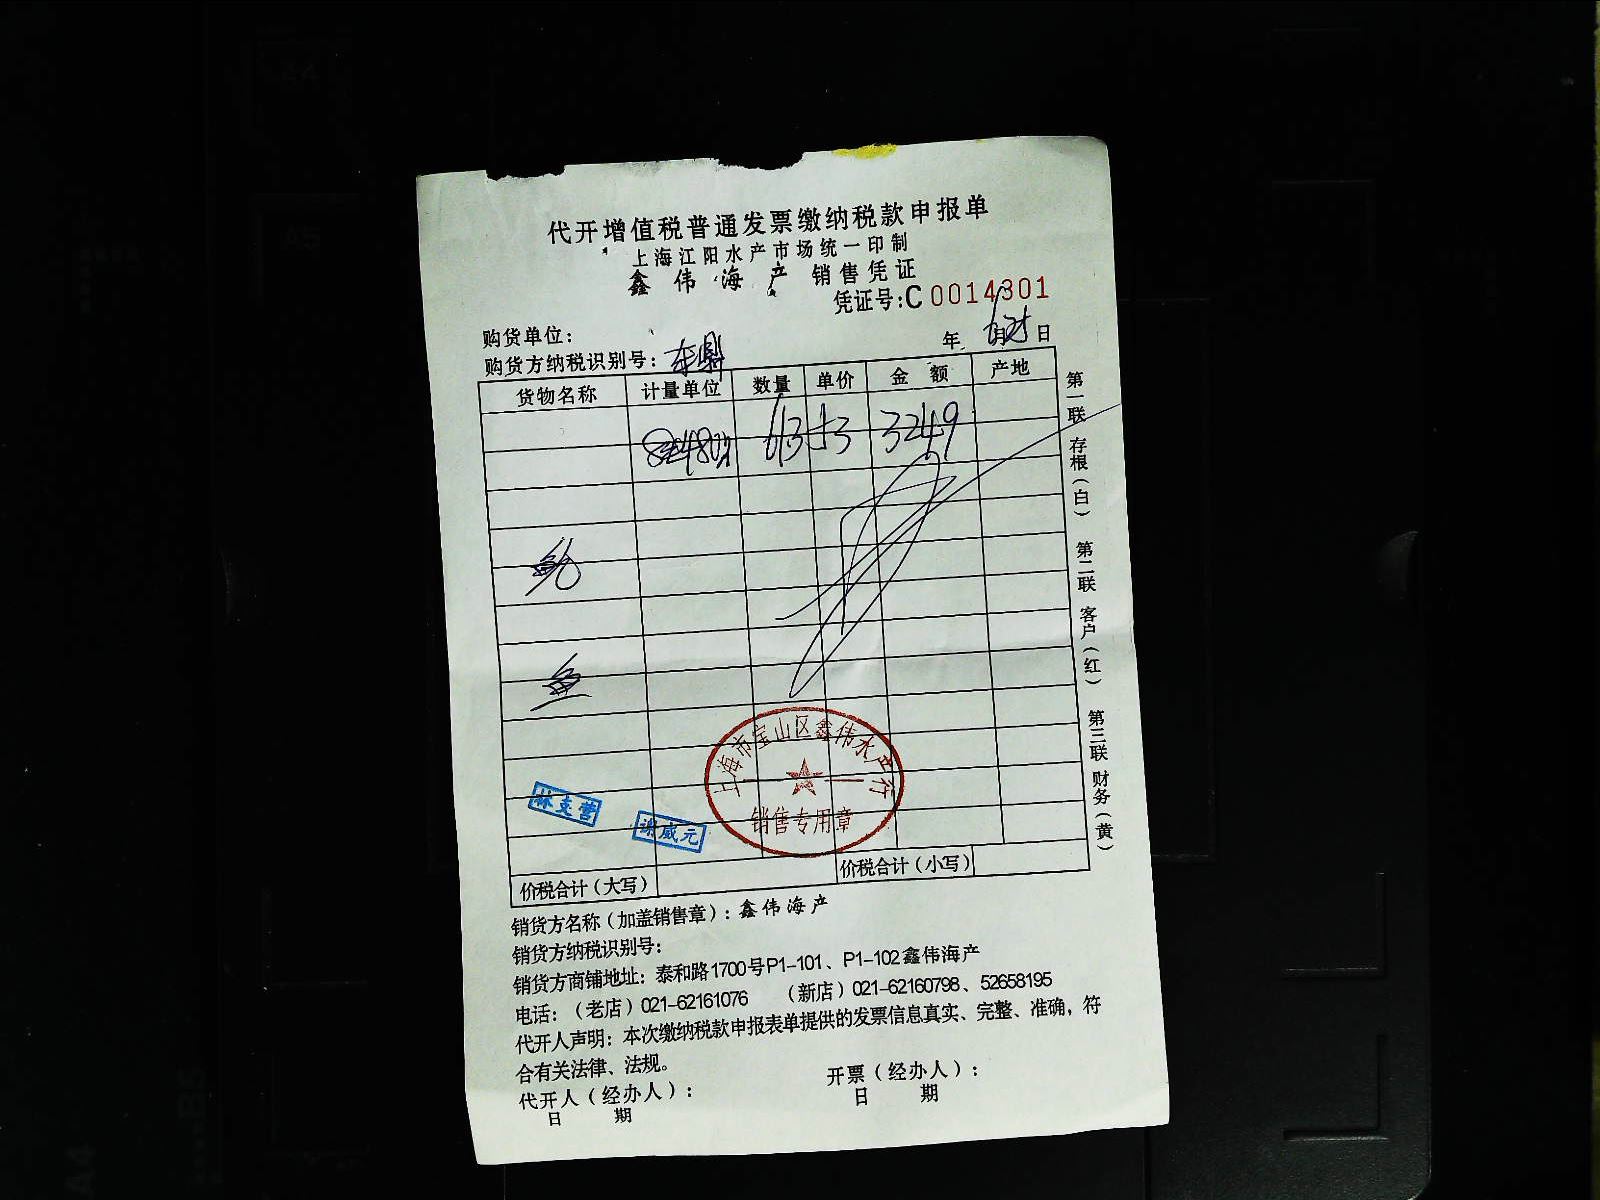 代开增值税普通发票缴纳税款申报单
上海江阳水产市场统一印制
鑫伟海产 销售凭证
凭证号:C0014301
购货单位:
年 月 日
购货方纳税识别号: 东鼎
货物名称 计量单位 数量 单价 金 额 产地
613 53 3249
鲍
鱼
林克营 谢威元
上海市宝山区鑫伟水产行
销售专用章
价税合计(大写) 价税合计(小写)
销货方名称(加盖销售章): 鑫伟海产
销货方纳税识别号:
销货方商铺地址: 泰和路1700号P1-101、P1-102鑫伟海产
电话: (老店)021-62161076 (新店)021-62160798、52658195
代开人声明: 本次缴纳税款申报表单提供的发票信息真实、完整、准确, 符
合有关法律、法规。
代开人(经办人): 开票(经办人):
日 期 日 期
第一联 存根(白) 第二联 客户(红) 第三联 财务(黄)